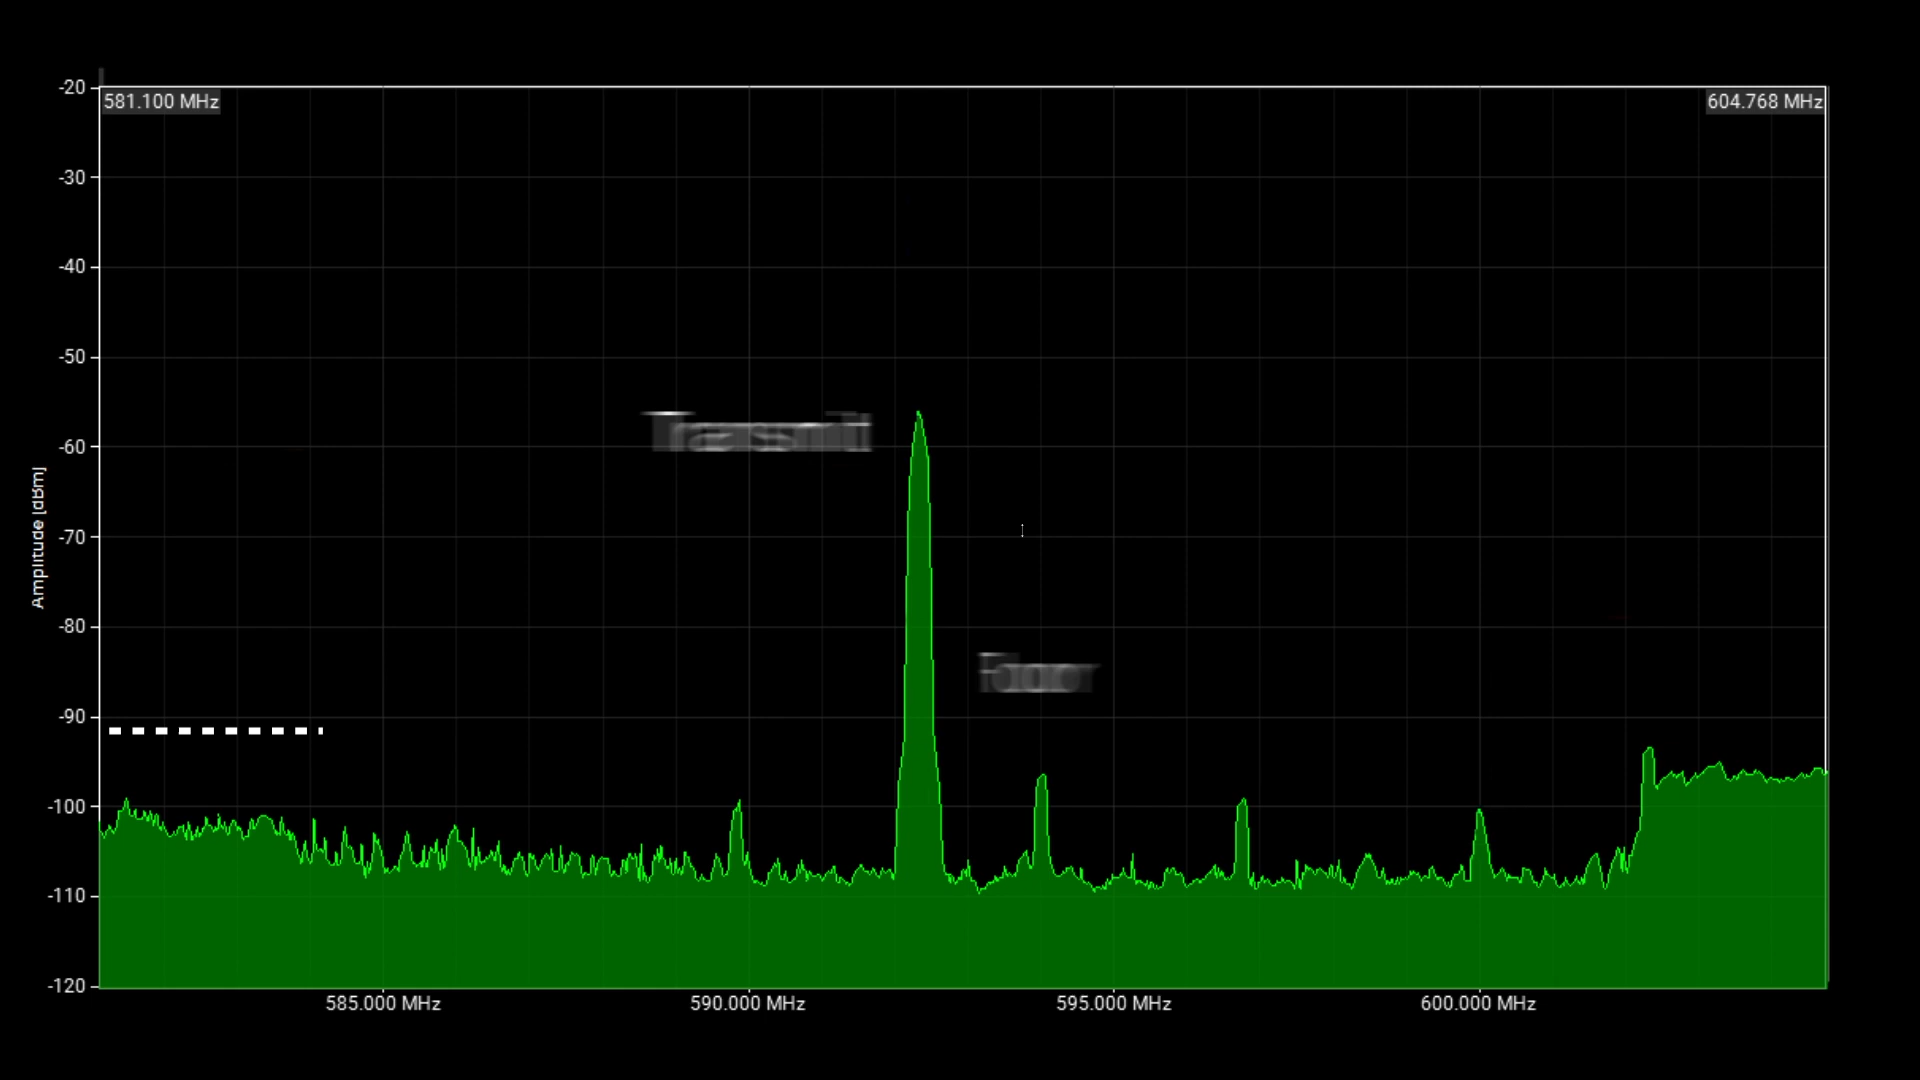 -20
581.100 MHz
604.768 MHz
-30
-40
-50
-60
-70
-80
-90
-100
-110
-120
Amplitude [dBm]
585.000 MHz
590.000 MHz
595.000 MHz
600.000 MHz